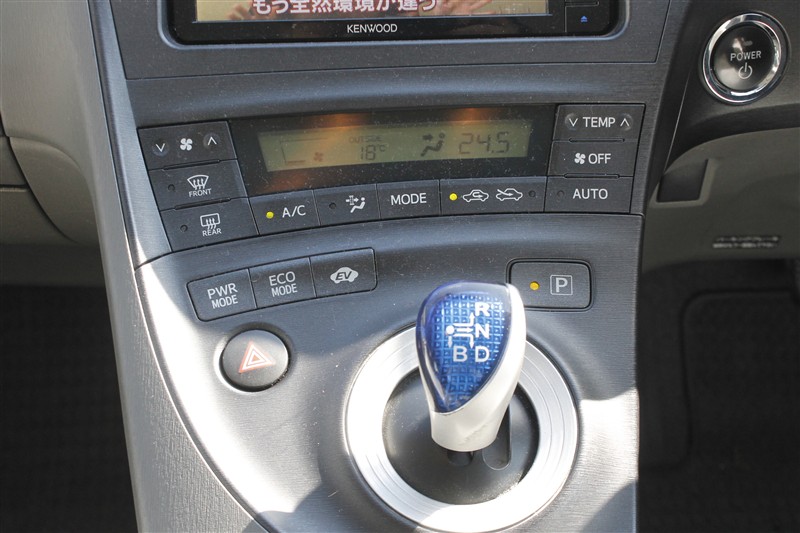 もう全然環境が違う
KENWOOD
POWER
OUTSIDE
18℃
24.5
TEMP
OFF
AUTO
FRONT
REAR
A/C
MODE
PWR
MODE
ECO
MODE
EV
P
R
N
B D